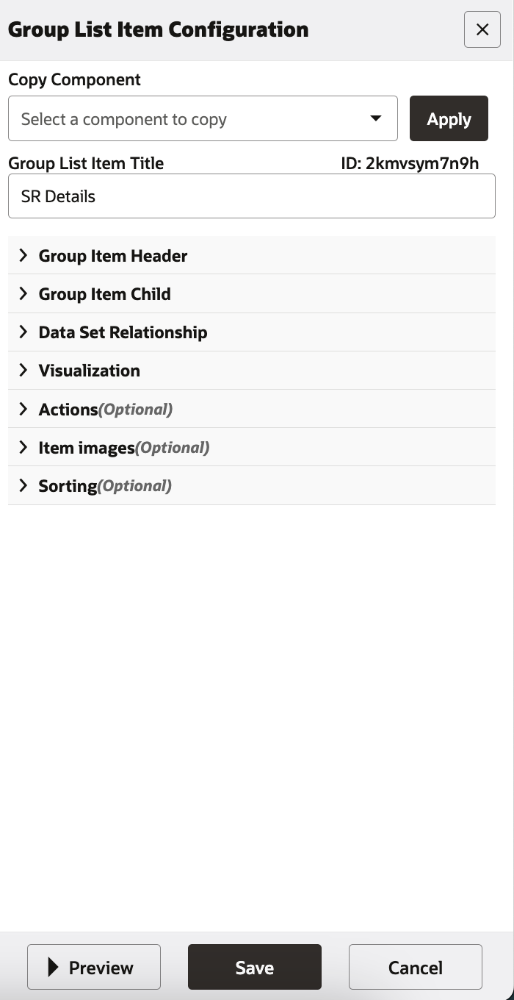 Group List Item Configuration
Copy Component
Select a component to copy Apply
Group List Item Title ID: 2kmvsym7n9h
SR Details
Group Item Header
Group Item Child
Data Set Relationship
Visualization
Actions(Optional)
Item images(Optional)
Sorting(Optional)
Preview Save Cancel